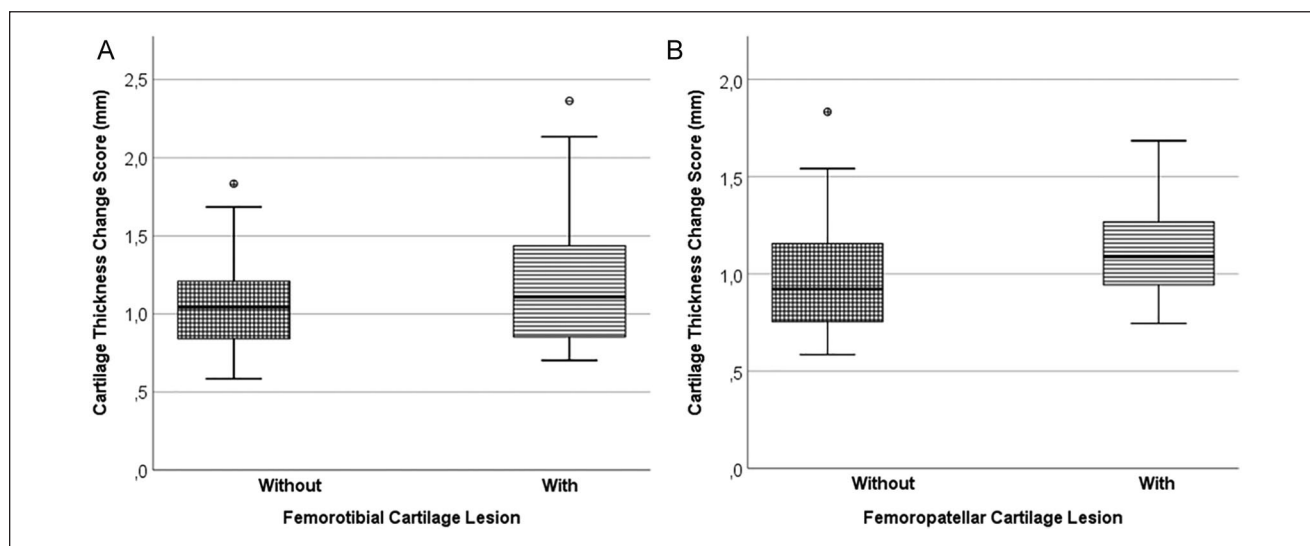 A
Cartilage Thickness Change Score (mm)
2,5
2,0
1,5
1,0
,5
,0
Without
With
Femorotibial Cartilage Lesion
B
Cartilage Thickness Change Score (mm)
2,0
1,5
1,0
,5
,0
Without
With
Femoropatellar Cartilage Lesion